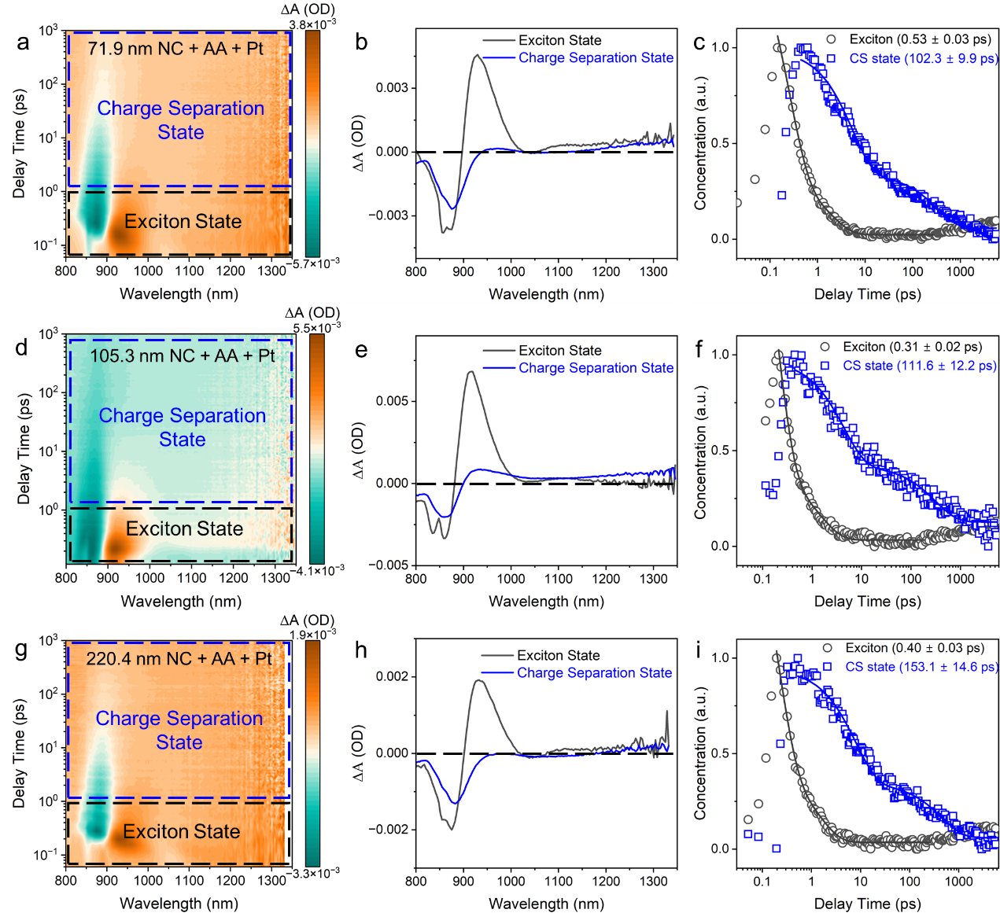 a
ΔA (OD)
3.8×10⁻³
71.9 nm NC + AA + Pt
Charge Separation
State
Exciton State
10³
10²
10¹
10⁰
10⁻¹
Delay Time (ps)
800 900 1000 1100 1200 1300
Wavelength (nm)
−5.7×10⁻³
b
Exciton State
Charge Separation State
0.003
0.000
−0.003
ΔA (OD)
800 900 1000 1100 1200 1300
Wavelength (nm)
c
Exciton (0.53 ± 0.03 ps)
CS state (102.3 ± 9.9 ps)
1.0
0.5
0.0
Concentration (a.u.)
0.1 1 10 100 1000
Delay Time (ps)
d
ΔA (OD)
5.5×10⁻³
105.3 nm NC + AA + Pt
Charge Separation
State
Exciton State
10³
10²
10¹
10⁰
Delay Time (ps)
800 900 1000 1100 1200 1300
Wavelength (nm)
−4.1×10⁻³
e
Exciton State
Charge Separation State
0.005
0.000
−0.005
ΔA (OD)
800 900 1000 1100 1200 1300
Wavelength (nm)
f
Exciton (0.31 ± 0.02 ps)
CS state (111.6 ± 12.2 ps)
1.0
0.5
0.0
Concentration (a.u.)
0.1 1 10 100 1000
Delay Time (ps)
g
ΔA (OD)
1.9×10⁻³
220.4 nm NC + AA + Pt
Charge Separation
State
Exciton State
10³
10²
10¹
10⁰
10⁻¹
Delay Time (ps)
800 900 1000 1100 1200 1300
Wavelength (nm)
−3.3×10⁻³
h
Exciton State
Charge Separation State
0.002
0.000
−0.002
ΔA (OD)
800 900 1000 1100 1200 1300
Wavelength (nm)
i
Exciton (0.40 ± 0.03 ps)
CS state (153.1 ± 14.6 ps)
1.0
0.5
0.0
Concentration (a.u.)
0.1 1 10 100 1000
Delay Time (ps)